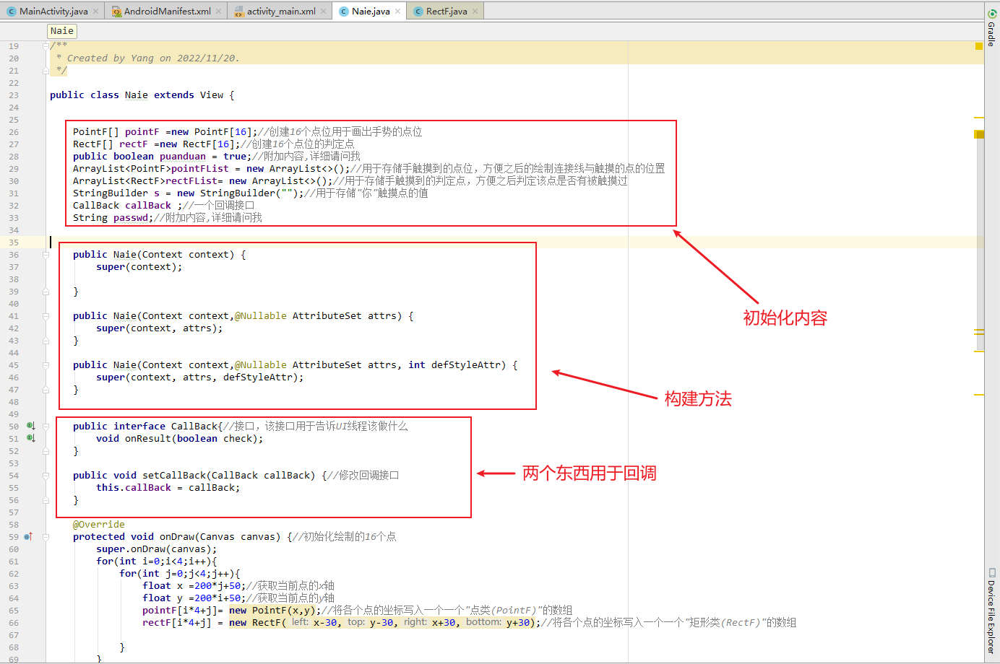 MainActivity.java AndroidManifest.xml activity_main.xml Naie.java RectF.java
Naie
19 /**
20 * Created by Yang on 2022/11/20.
21 */
22
23 public class Naie extends View {
24
25
26 PointF[] pointF =new PointF[16];//创建16个点位用于画出手势的点位
27 RectF[] rectF =new RectF[16];//创建16个点位的判定点
28 public boolean puanduan = true;//附加内容,详细请问我
29 ArrayList<PointF>pointFList = new ArrayList<>();//用于存储手触摸到的点位，方便之后的绘制连接线与触摸的点的位置
30 ArrayList<RectF>rectFList= new ArrayList<>();//用于存储手触摸到的判定点，方便之后判定该点是否有被触摸过
31 StringBuilder s = new StringBuilder("");//用于存储"你"触摸点的值
32 CallBack callBack ;//一个回调接口
33 String passwd;//附加内容,详细请问我
34
35
初始化内容
36 public Naie(Context context) {
37 super(context);
38
39 }
40
41 public Naie(Context context,@Nullable AttributeSet attrs) {
42 super(context, attrs);
43 }
44
45 public Naie(Context context,@Nullable AttributeSet attrs, int defStyleAttr) {
46 super(context, attrs, defStyleAttr);
47 }
构建方法
48
49
50 public interface CallBack{//接口，该接口用于告诉UI线程该做什么
51 void onResult(boolean check);
52 }
53
54 public void setCallBack(CallBack callBack) {//修改回调接口
55 this.callBack = callBack;
56 }
两个东西用于回调
57
58 @Override
59 protected void onDraw(Canvas canvas) {//初始化绘制的16个点
60 super.onDraw(canvas);
61 for(int i=0;i<4;i++){
62 for(int j=0;j<4;j++){
63 float x =200*j+50;//获取当前点的x轴
64 float y =200*i+50;//获取当前点的y轴
65 pointF[i*4+j]= new PointF(x,y);//将各个点的坐标写入一个一个"点类(PointF)"的数组
66 rectF[i*4+j] = new RectF( left: x-30, top: y-30, right: x+30, bottom: y+30);//将各个点的坐标写入一个一个"矩形类(RectF)"的数组
67
68 }
69 }
Gradle
Device File Explorer